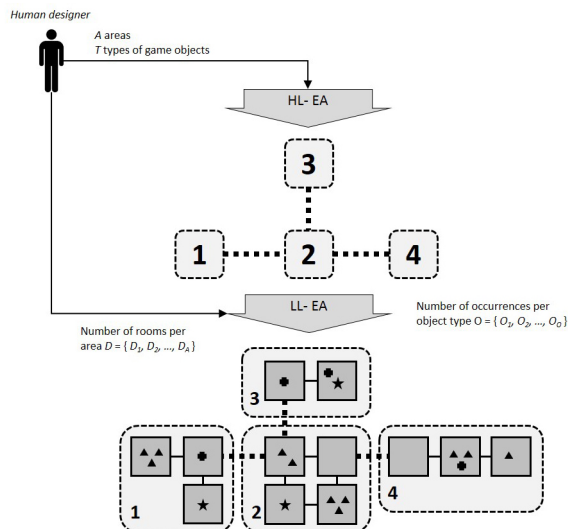 Human designer
A areas
T types of game objects
HL- EA
3
1
2
4
LL – EA
Number of occurrences per
object type O = { O1, O2, ..., OO }
Number of rooms per
area D = { D1, D2, ..., DA }
3
1
2
4